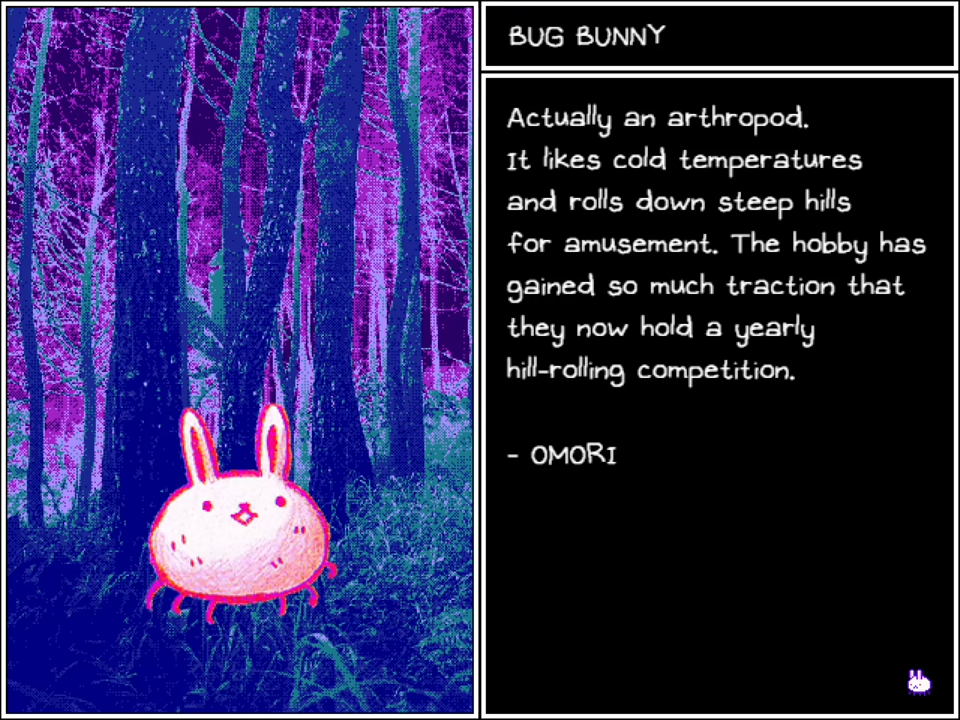 BUG BUNNY
Actually an arthropod.
It likes cold temperatures
and rolls down steep hills
for amusement. The hobby has
gained so much traction that
they now hold a yearly
hill-rolling competition.
- OMORI